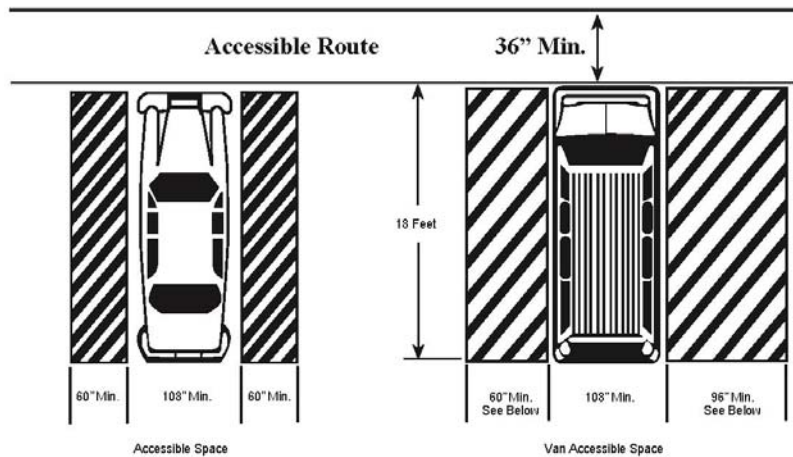 Accessible Route 36” Min.
18 Feet
60" Min. 108" Min. 60" Min. 60" Min. 108" Min. 96" Min.
See Below See Below
Accessible Space Van Accessible Space